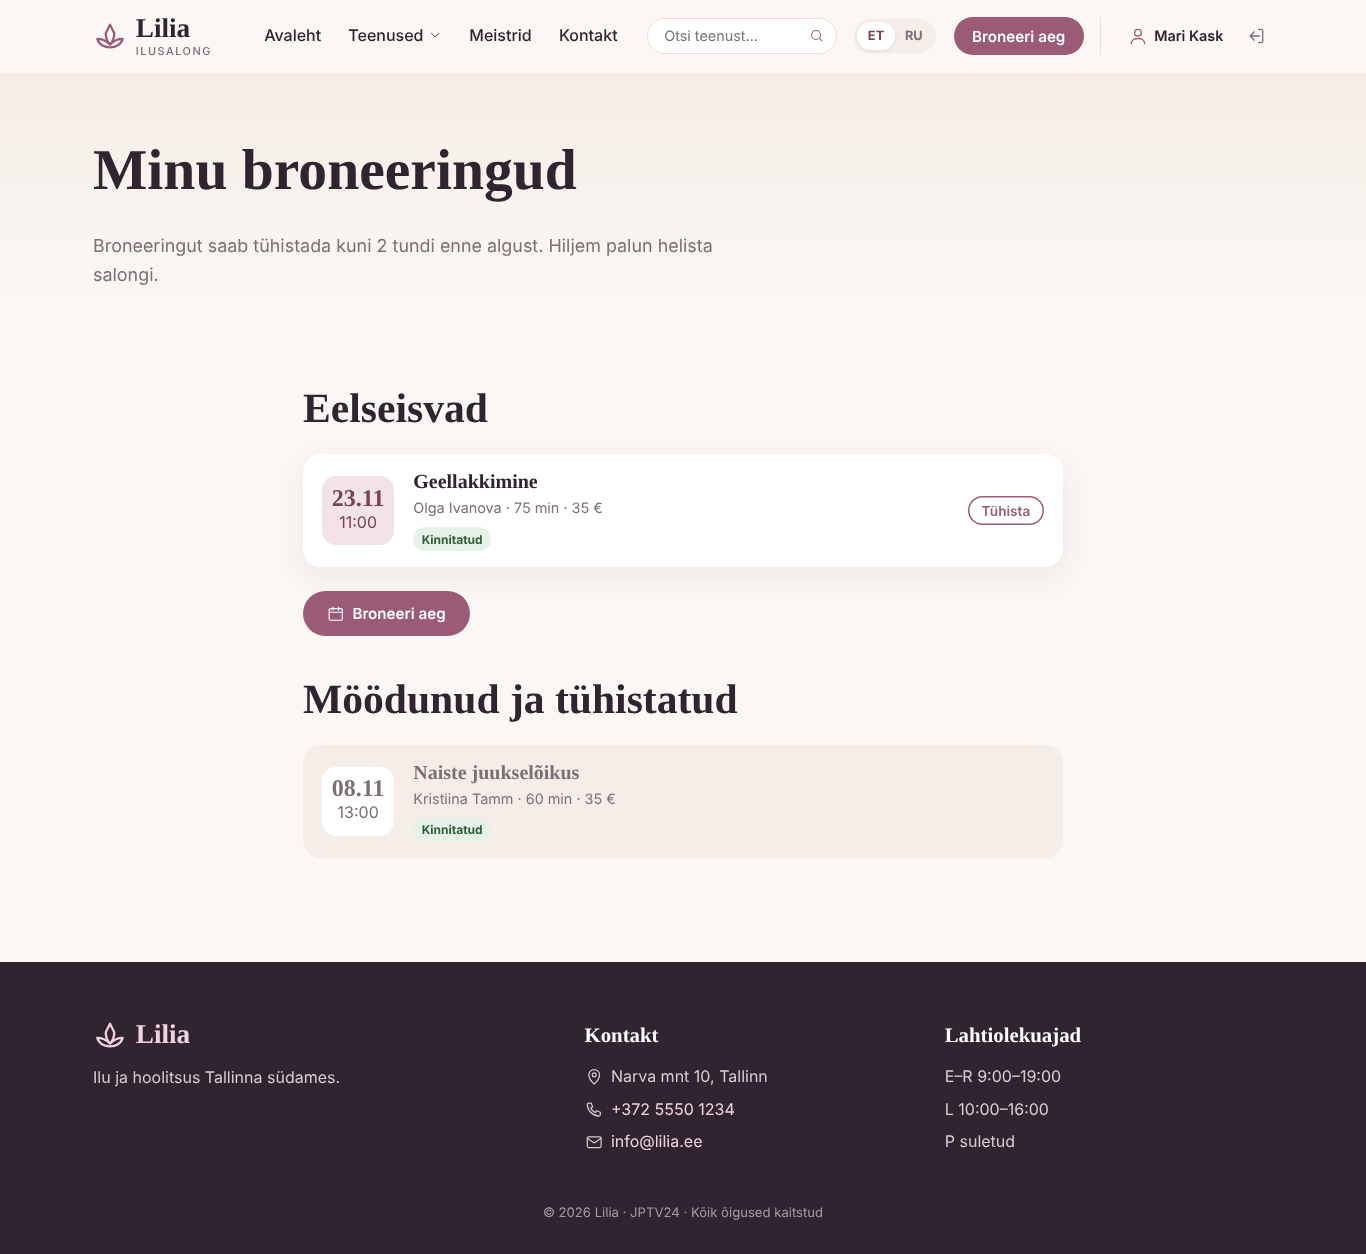 Lilia
ILUSALONG
Avaleht
Teenused
Meistrid
Kontakt
Otsi teenust...
ET
RU
Broneeri aeg
Mari Kask
Minu broneeringud
Broneeringut saab tühistada kuni 2 tundi enne algust. Hiljem palun helista
salongi.
Eelseisvad
23.11
11:00
Geellakkimine
Olga Ivanova · 75 min · 35 €
Kinnitatud
Tühista
Broneeri aeg
Möödunud ja tühistatud
08.11
13:00
Naiste juukselõikus
Kristiina Tamm · 60 min · 35 €
Kinnitatud
Lilia
Ilu ja hoolitsus Tallinna südames.
Kontakt
Narva mnt 10, Tallinn
+372 5550 1234
info@lilia.ee
Lahtiolekuajad
E–R 9:00–19:00
L 10:00–16:00
P suletud
© 2026 Lilia · JPTV24 · Kõik õigused kaitstud